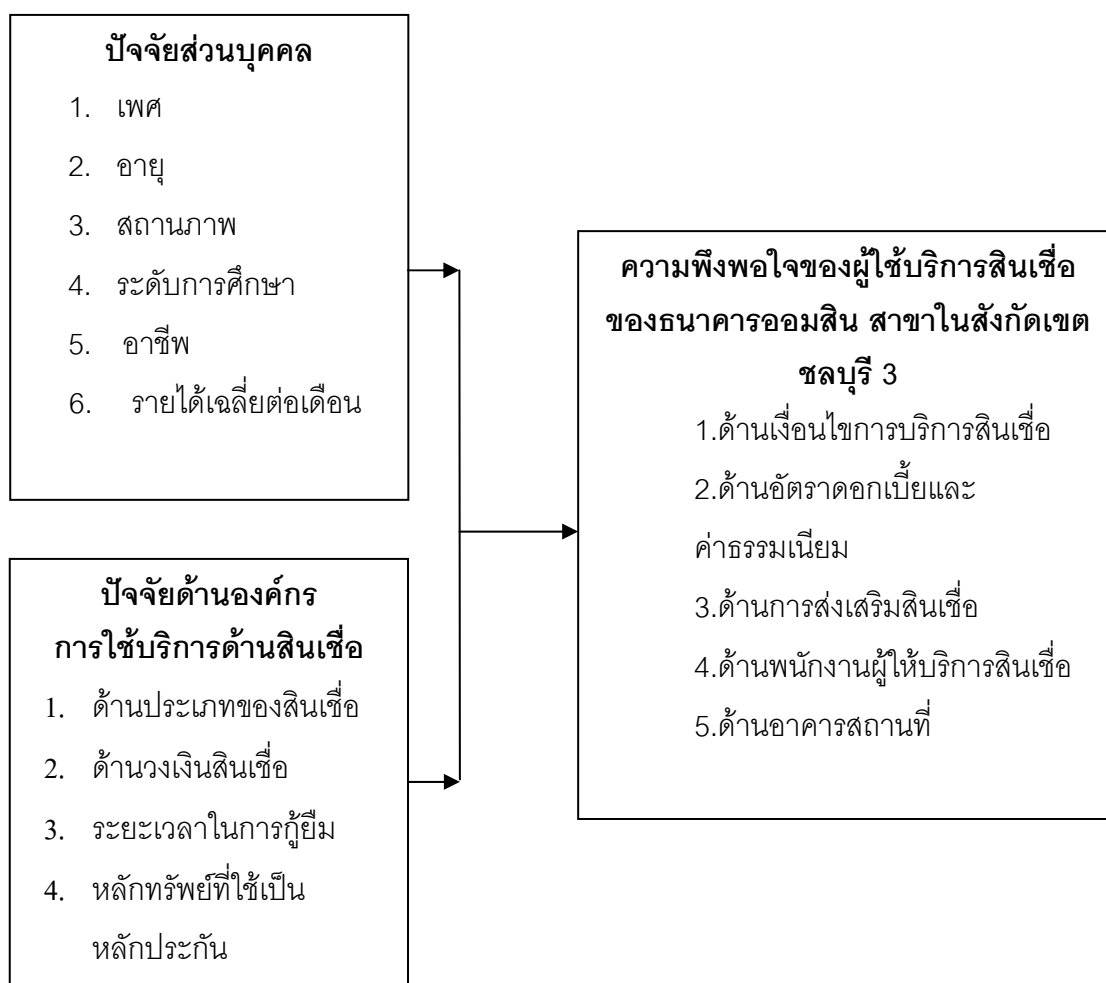 ปัจจัยส่วนบุคคล
1. เพศ
2. อายุ
3. สถานภาพ
4. ระดับการศึกษา
5. อาชีพ
6. รายได้เฉลี่ยต่อเดือน
ปัจจัยด้านองค์กร
การใช้บริการด้านสินเชื่อ
1. ด้านประเภทของสินเชื่อ
2. ด้านวงเงินสินเชื่อ
3. ระยะเวลาในการกู้ยืม
4. หลักทรัพย์ที่ใช้เป็น
หลักประกัน
ความพึงพอใจของผู้ใช้บริการสินเชื่อ
ของธนาคารออมสิน สาขาในสังกัดเขต
ชลบุรี 3
1.ด้านเงื่อนไขการบริการสินเชื่อ
2.ด้านอัตราดอกเบี้ยและ
ค่าธรรมเนียม
3.ด้านการส่งเสริมสินเชื่อ
4.ด้านพนักงานผู้ให้บริการสินเชื่อ
5.ด้านอาคารสถานที่